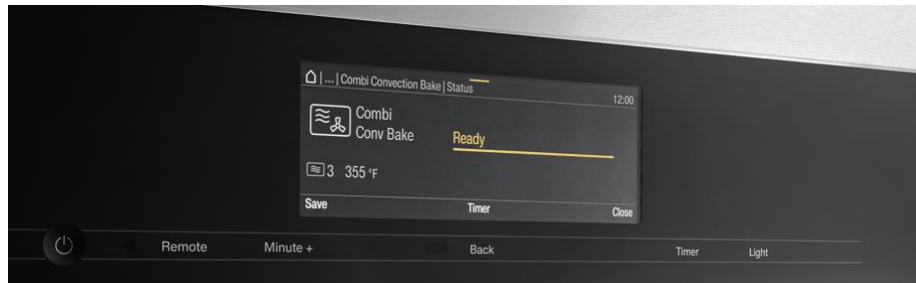 | ... | Combi Convection Bake | Status
12:00
Combi
Conv Bake
Ready
3 355 °F
Save Timer Close
Remote Minute + Back Timer Light